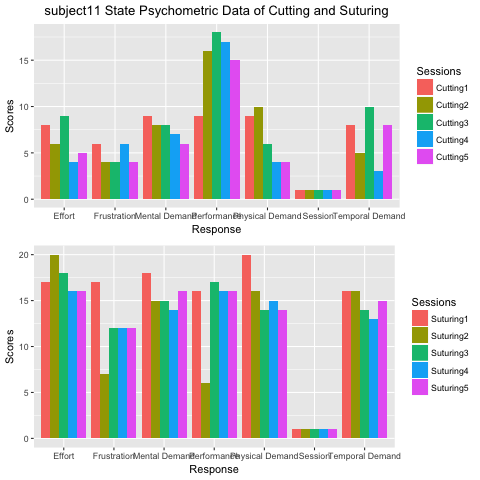 subject11 State Psychometric Data of Cutting and Suturing
Scores
15
10
5
0
Effort Frustration Mental Demand Performance Physical Demand Session Temporal Demand
Response
Sessions
Cutting1
Cutting2
Cutting3
Cutting4
Cutting5
Scores
20
15
10
5
0
Effort Frustration Mental Demand Performance Physical Demand Session Temporal Demand
Response
Sessions
Suturing1
Suturing2
Suturing3
Suturing4
Suturing5